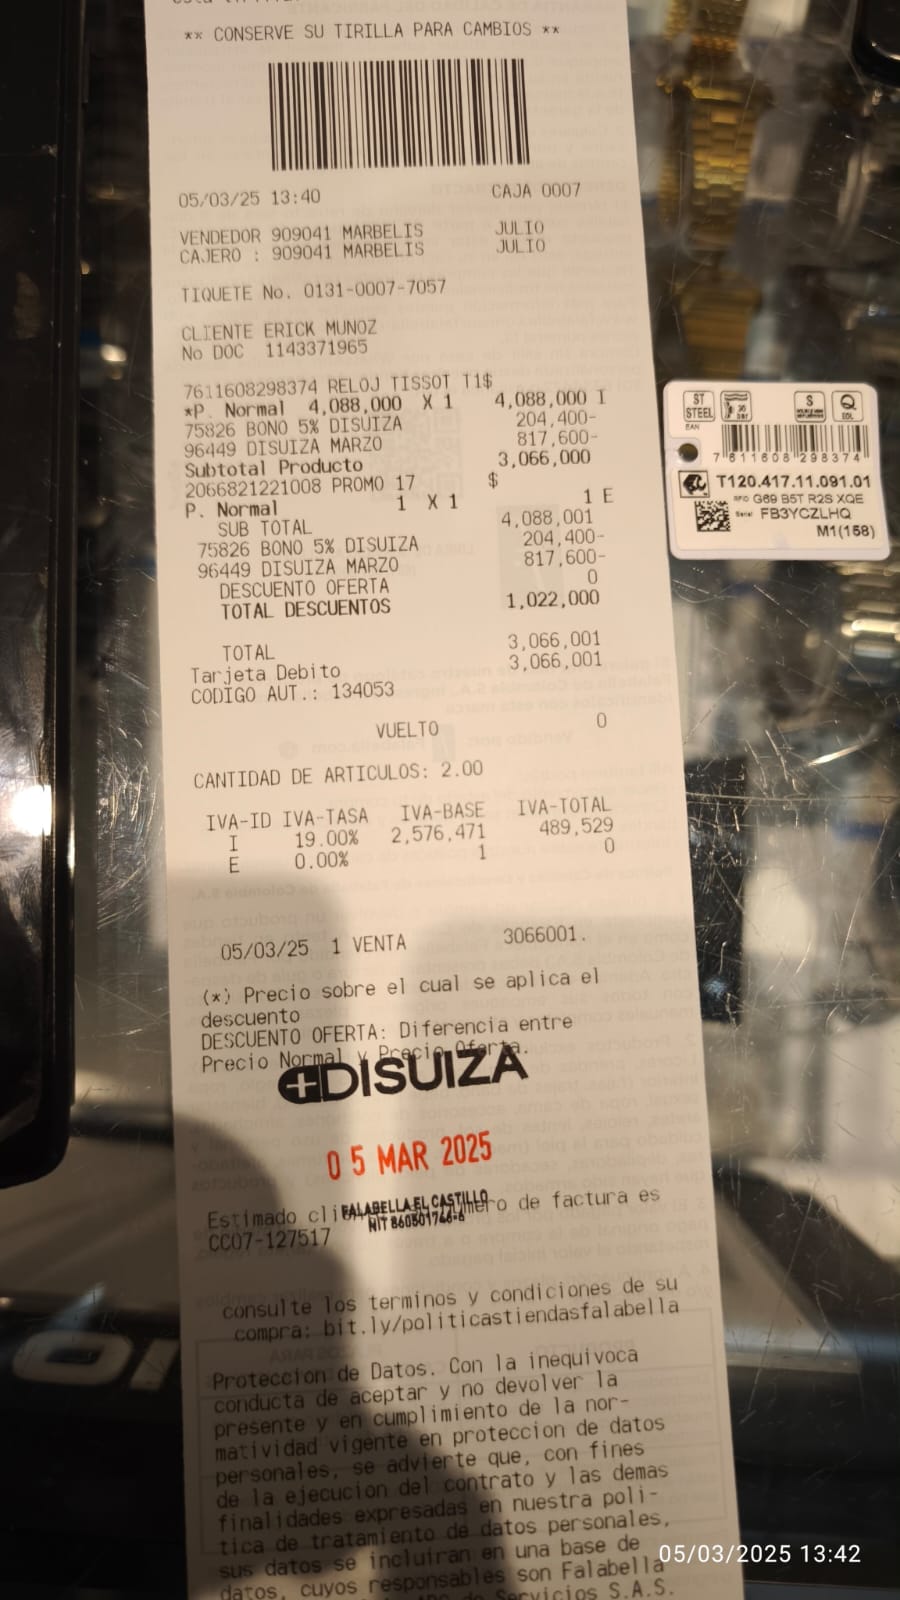 ** CONSERVE SU TIRILLA PARA CAMBIOS **
05/03/25 13:40 CAJA 0007
VENDEDOR 909041 MARBELIS JULIO
CAJERO : 909041 MARBELIS JULIO
TIQUETE No. 0131-0007-7057
CLIENTE ERICK MUNOZ
No DOC 1143371965
7611608298374 RELOJ TISSOT T1$
*P. Normal 4,088,000 X 1 4,088,000 I
75826 BONO 5% DISUIZA 204,400-
96449 DISUIZA MARZO 817,600-
Subtotal Producto 3,066,000
2066821221008 PROMO 17 $
P. Normal 1 X 1 1 E
SUB TOTAL 4,088,001
75826 BONO 5% DISUIZA 204,400-
96449 DISUIZA MARZO 817,600-
DESCUENTO OFERTA 0
TOTAL DESCUENTOS 1,022,000
TOTAL 3,066,001
Tarjeta Debito 3,066,001
CODIGO AUT.: 134053
VUELTO 0
CANTIDAD DE ARTICULOS: 2.00
IVA-ID IVA-TASA IVA-BASE IVA-TOTAL
I 19.00% 2,576,471 489,529
E 0.00% 1 0
05/03/25 1 VENTA 3066001.
(*) Precio sobre el cual se aplica el
descuento
DESCUENTO OFERTA: Diferencia entre
Precio Normal y Precio Oferta.
DISUIZA
05 MAR 2025
FALABELLA EL CASTILLO
NIT 860501746-6
Estimado cli número de factura es
CC07-127517
consulte los terminos y condiciones de su
compra: bit.ly/politicastiendasfalabella
Proteccion de Datos. Con la inequivoca
conducta de aceptar y no devolver la
presente y en cumplimiento de la nor-
matividad vigente en proteccion de datos
personales, se advierte que, con fines
de la ejecucion del contrato y las demas
finalidades expresadas en nuestra poli-
tica de tratamiento de datos personales,
sus datos se incluiran en una base de
datos, cuyos responsables son Falabella
Servicios S.A.S.
ST
STEEL
S
EAN
7 611608 298374
T120.417.11.091.01
G69 B5T R2S XQE
FB3YCZLHQ
M1(158)
05/03/2025 13:42